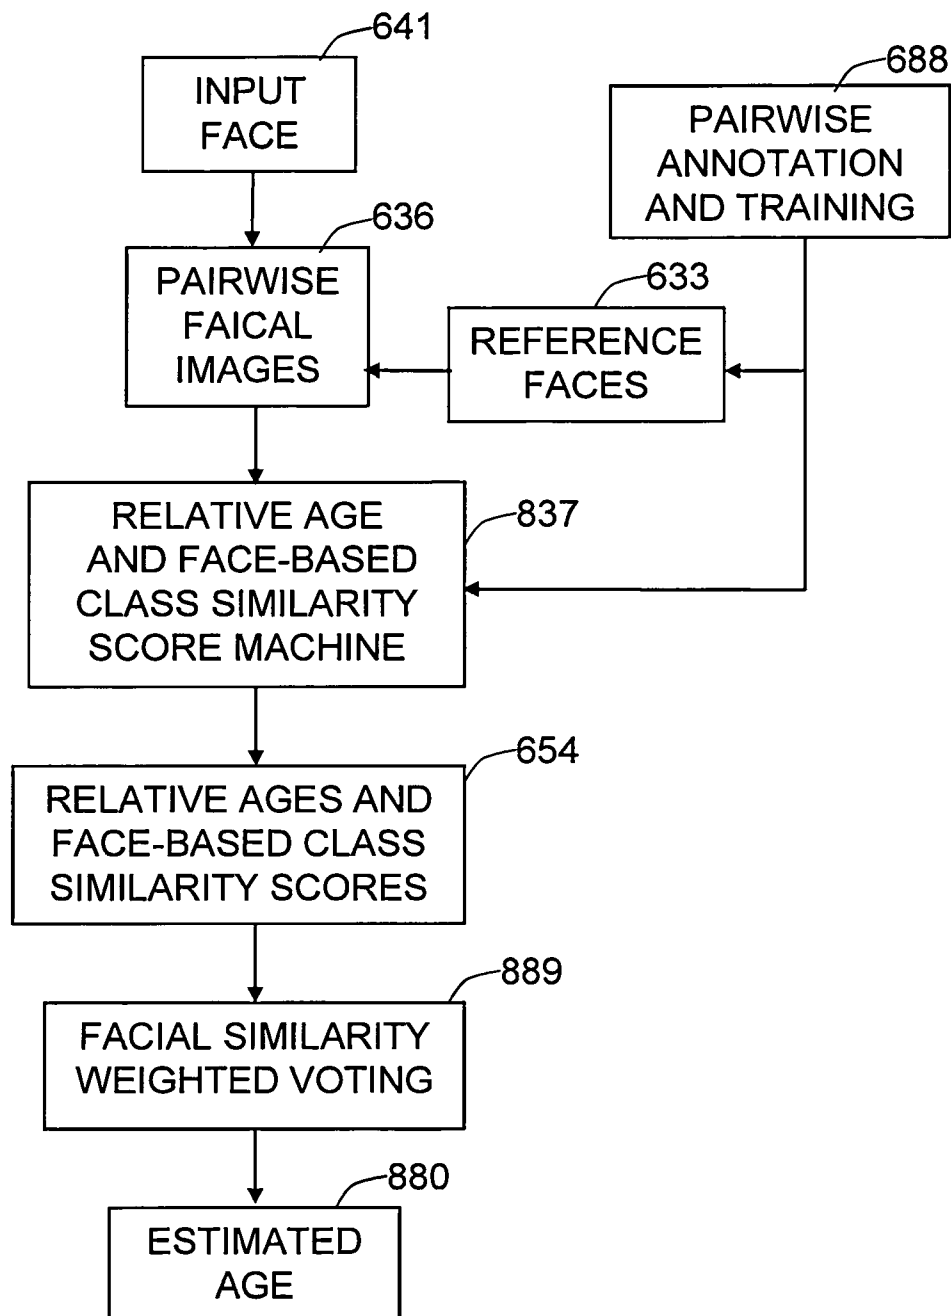 641
INPUT
FACE
688
PAIRWISE
ANNOTATION
AND TRAINING
636
PAIRWISE
FAICAL
IMAGES
633
REFERENCE
FACES
837
RELATIVE AGE
AND FACE-BASED
CLASS SIMILARITY
SCORE MACHINE
654
RELATIVE AGES AND
FACE-BASED CLASS
SIMILARITY SCORES
889
FACIAL SIMILARITY
WEIGHTED VOTING
880
ESTIMATED
AGE